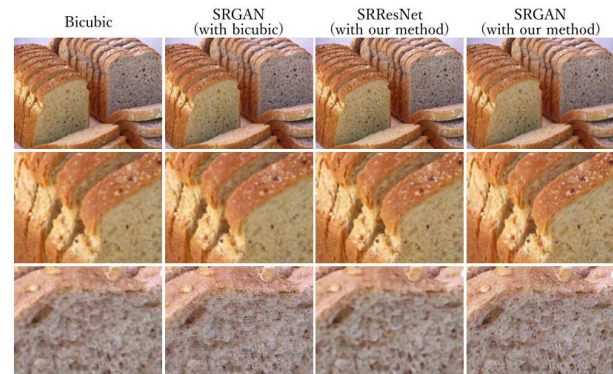 Bicubic
SRGAN
(with bicubic)
SRResNet
(with our method)
SRGAN
(with our method)